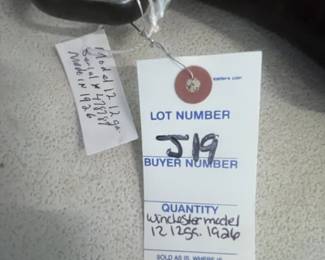 Model 12 12ga.
Serial # 478284
Made in 1926
LOT NUMBER
J19
BUYER NUMBER
QUANTITY
Winchester model
12 12ga. 1926
SOLD AS IS, WHERE IS